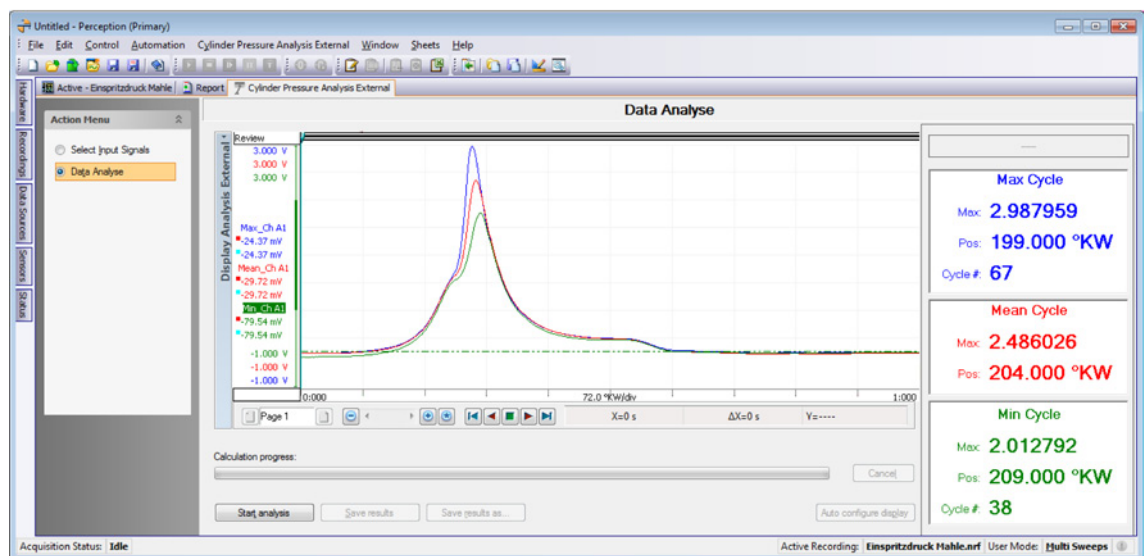 Untitled - Perception (Primary)
File Edit Control Automation Cylinder Pressure Analysis External Window Sheets Help
Active - Einspritzdruck Mahle Report Cylinder Pressure Analysis External
Hardware
Recordings
Data Sources
Sensors
Status
Action Menu
Select Input Signals
Data Analyse
Data Analyse
Display Analysis External
Review
3.000 V
3.000 V
3.000 V
Max_Ch A1
-24.37 mV
-24.37 mV
Mean_Ch A1
-29.72 mV
-29.72 mV
Min_Ch A1
-79.54 mV
-79.54 mV
-1.000 V
-1.000 V
-1.000 V
0:000 72.0 °KW/div 1:000
Page 1 X=0 s ΔX=0 s Y=----
Calculation progress:
Cancel
Start analysis Save results Save results as... Auto configure display
----
Max Cycle
Max: 2.987959
Pos: 199.000 °KW
Cycle #: 67
Mean Cycle
Max: 2.486026
Pos: 204.000 °KW
Min Cycle
Max: 2.012792
Pos: 209.000 °KW
Cycle #: 38
Acquisition Status: Idle Active Recording: Einspritzdruck Mahle.nrf User Mode: Multi Sweeps